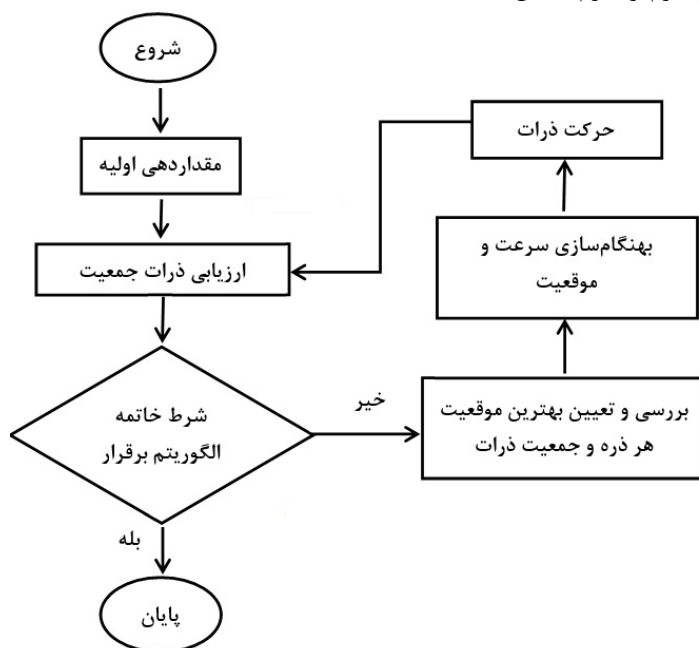 شروع
مقداردهی اولیه
ارزیابی ذرات جمعیت
شرط خاتمه
الگوریتم برقرار
خیر
بررسی و تعیین بهترین موقعیت
هر ذره و جمعیت ذرات
بهنگام‌سازی سرعت و
موقعیت
حرکت ذرات
بله
پایان